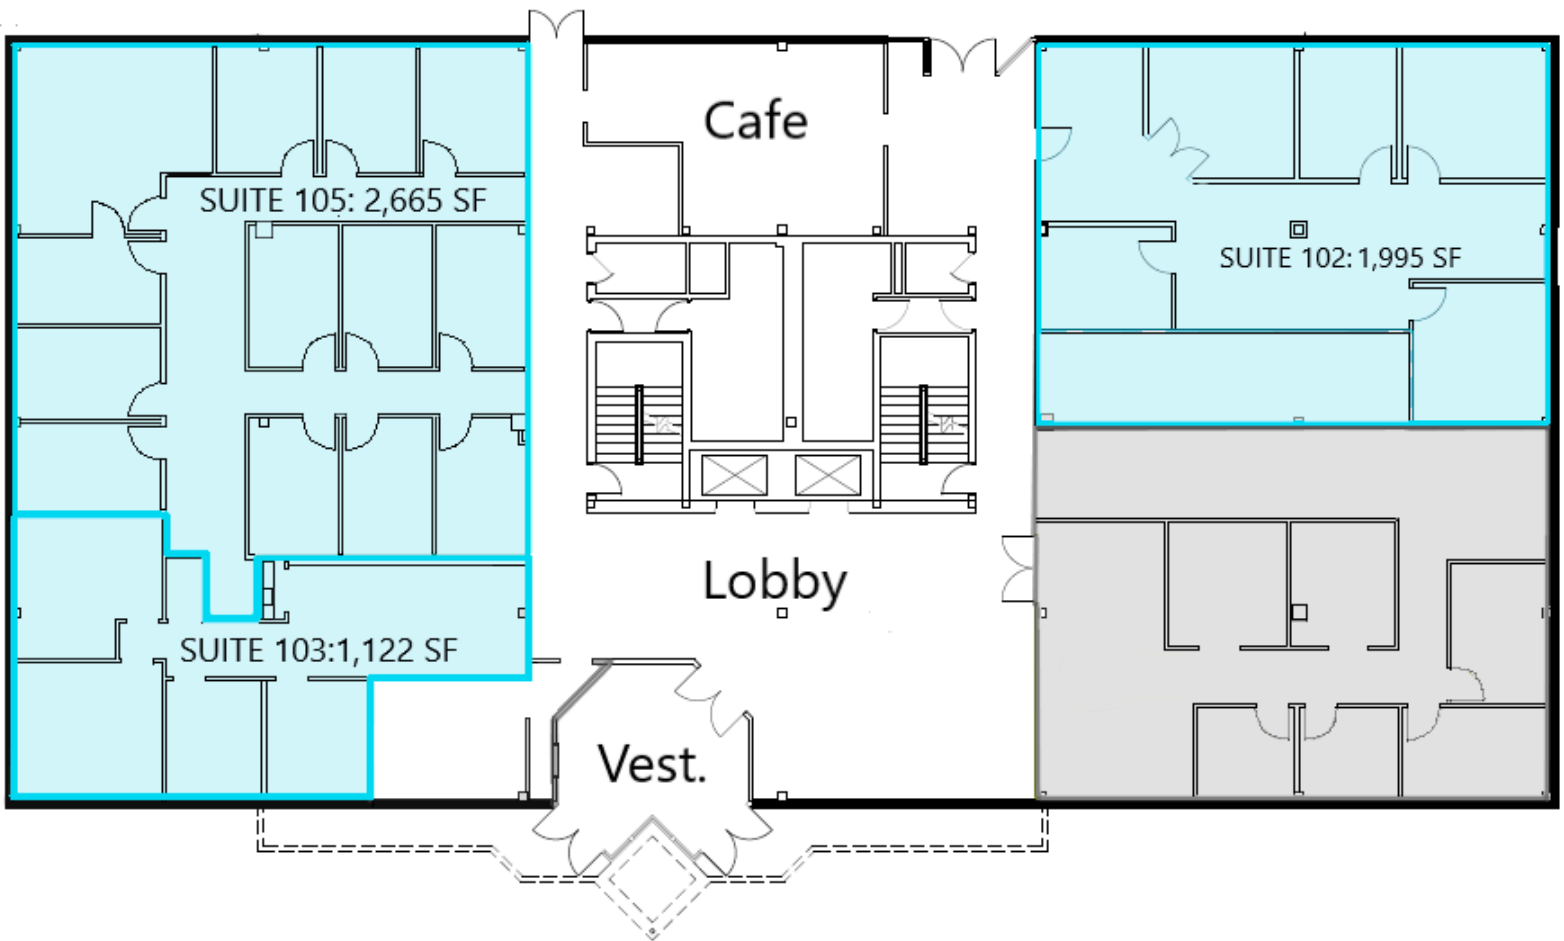 Cafe
SUITE 105: 2,665 SF
SUITE 102:1,995 SF
Lobby
SUITE 103:1,122 SF
Vest.